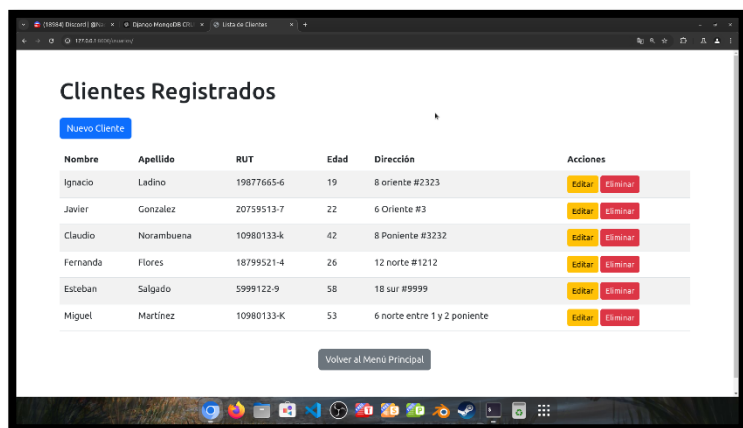 (18984) Discord | @N
Django MongoDB CRU
Lista de Clientes
Clientes Registrados
Nuevo Cliente
Nombre Apellido RUT Edad Dirección Acciones
Ignacio Ladino 19877665-6 19 8 oriente #2323 Editar Eliminar
Javier Gonzalez 20759513-7 22 6 Oriente #3 Editar Eliminar
Claudio Norambuena 10980133-k 42 8 Poniente #3232 Editar Eliminar
Fernanda Flores 18799521-4 26 12 norte #1212 Editar Eliminar
Esteban Salgado 5999122-9 58 18 sur #9999 Editar Eliminar
Miguel Martínez 10980133-K 53 6 norte entre 1 y 2 poniente Editar Eliminar
Volver al Menú Principal